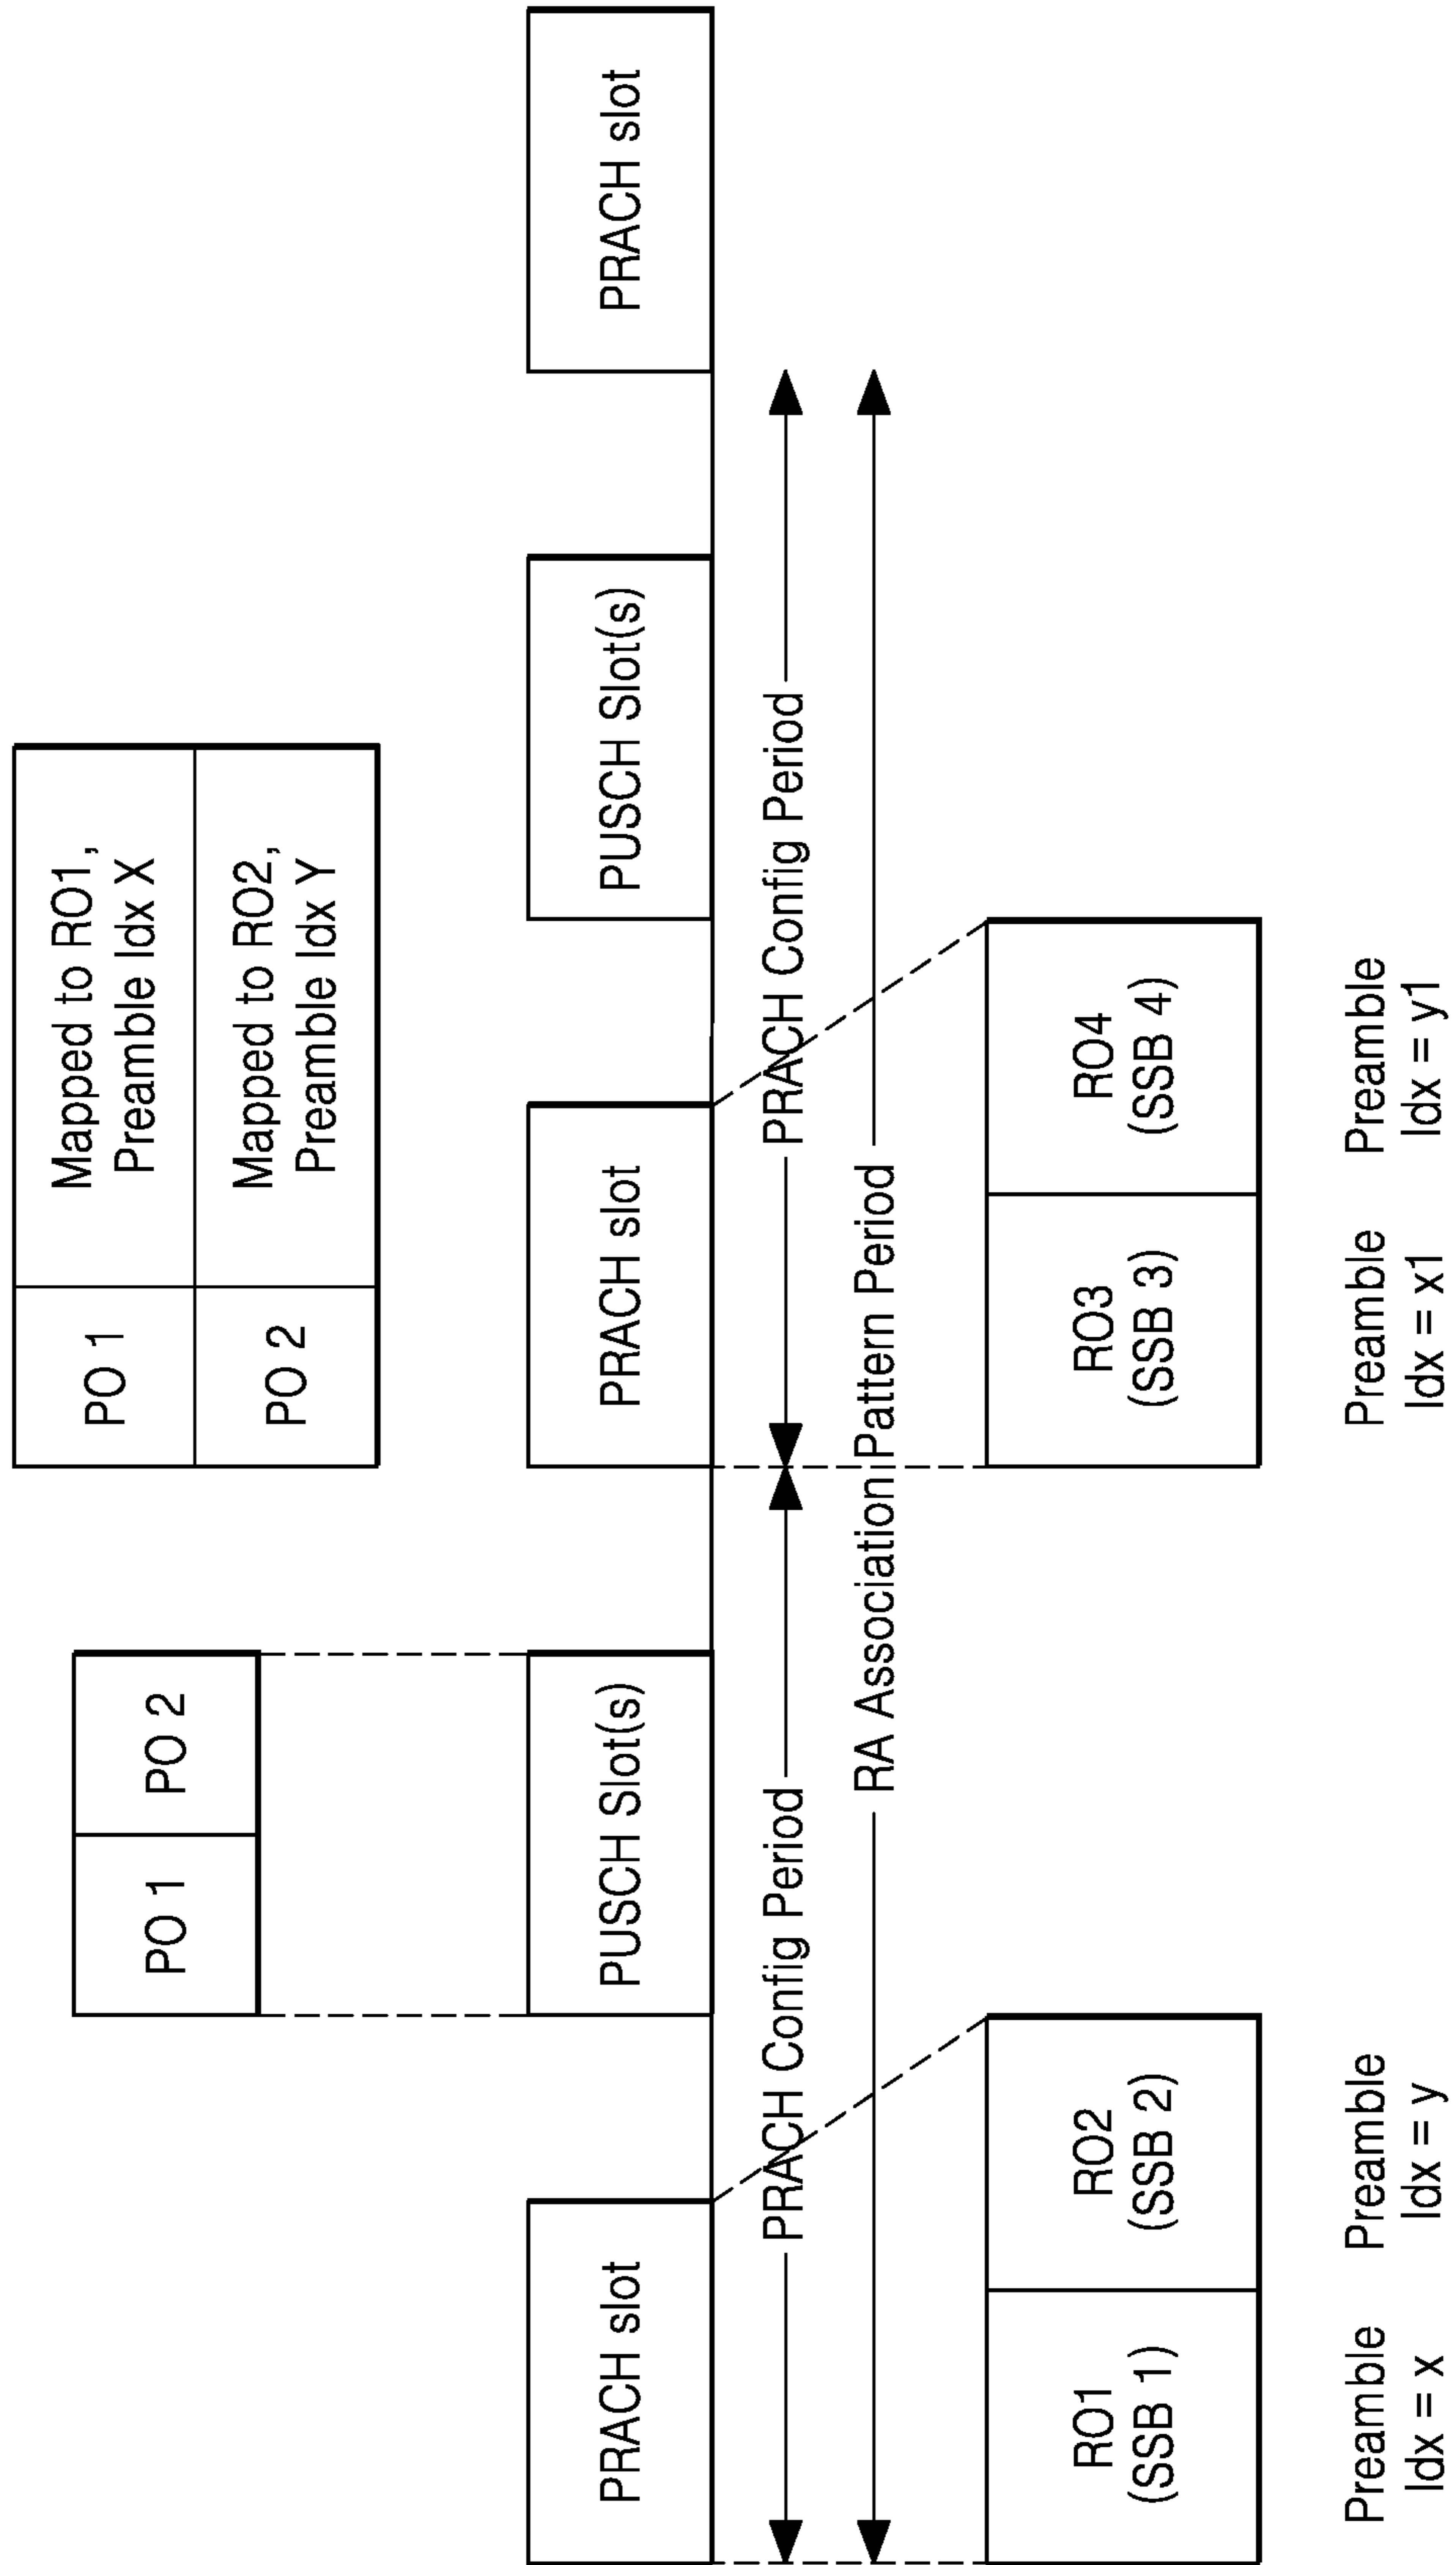 PO 1
Mapped to RO1,
Preamble Idx X
PO 2
Mapped to RO2,
Preamble Idx Y
PO 1
PO 2
PRACH slot
PUSCH Slot(s)
PRACH slot
PUSCH Slot(s)
PRACH slot
PRACH Config Period
PRACH Config Period
RA Association Pattern Period
RO1
(SSB 1)
RO2
(SSB 2)
RO3
(SSB 3)
RO4
(SSB 4)
Preamble
Idx = x
Preamble
Idx = y
Preamble
Idx = x1
Preamble
Idx = y1